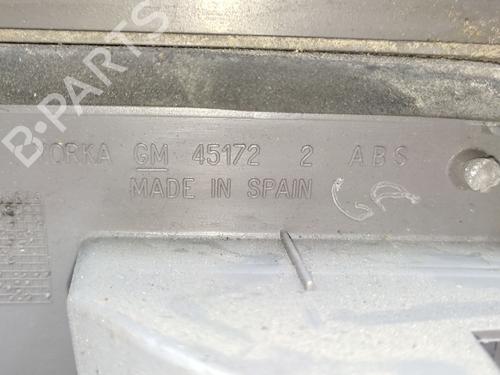 B-PARTS
ORKA GM 45172 2 ABS
MADE IN SPAIN